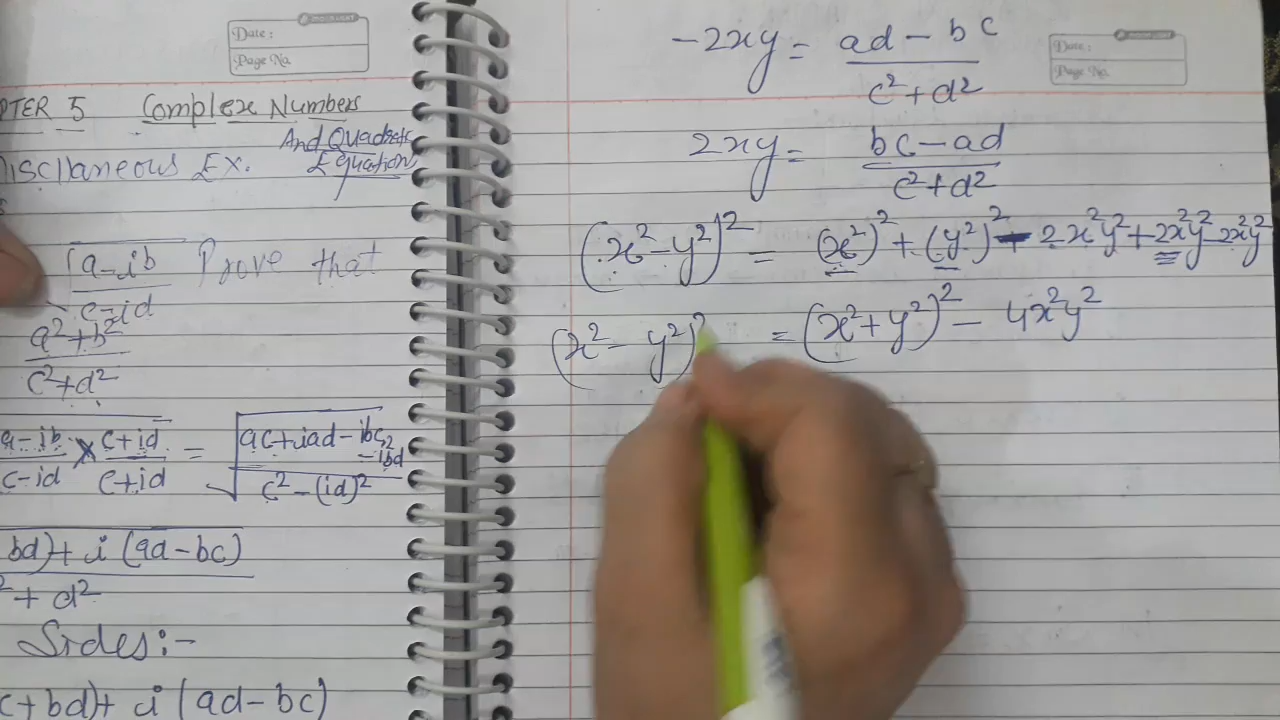 Date:
Page No.
PTER 5 Complex Numbers
And Quadratic
Equation
Miscllaneous Ex.
√a-ib Prove that
c-id
a²+b²
c²+d²
a-ib × c+id = √ac+iad-ibc
-i²bd
c-id c+id c²-(id)²
bd)+i(ad-bc)
²+d²
Sides:-
c+bd)+i(ad-bc)
Date:
Page No.
-2xy = ad-bc
c²+d²
2xy = bc-ad
c²+d²
(x²-y²)² = (x²)²+(y²)²-2x²y²+2x²y²-2x²y²
(x²-y²)² = (x²+y²)²-4x²y²